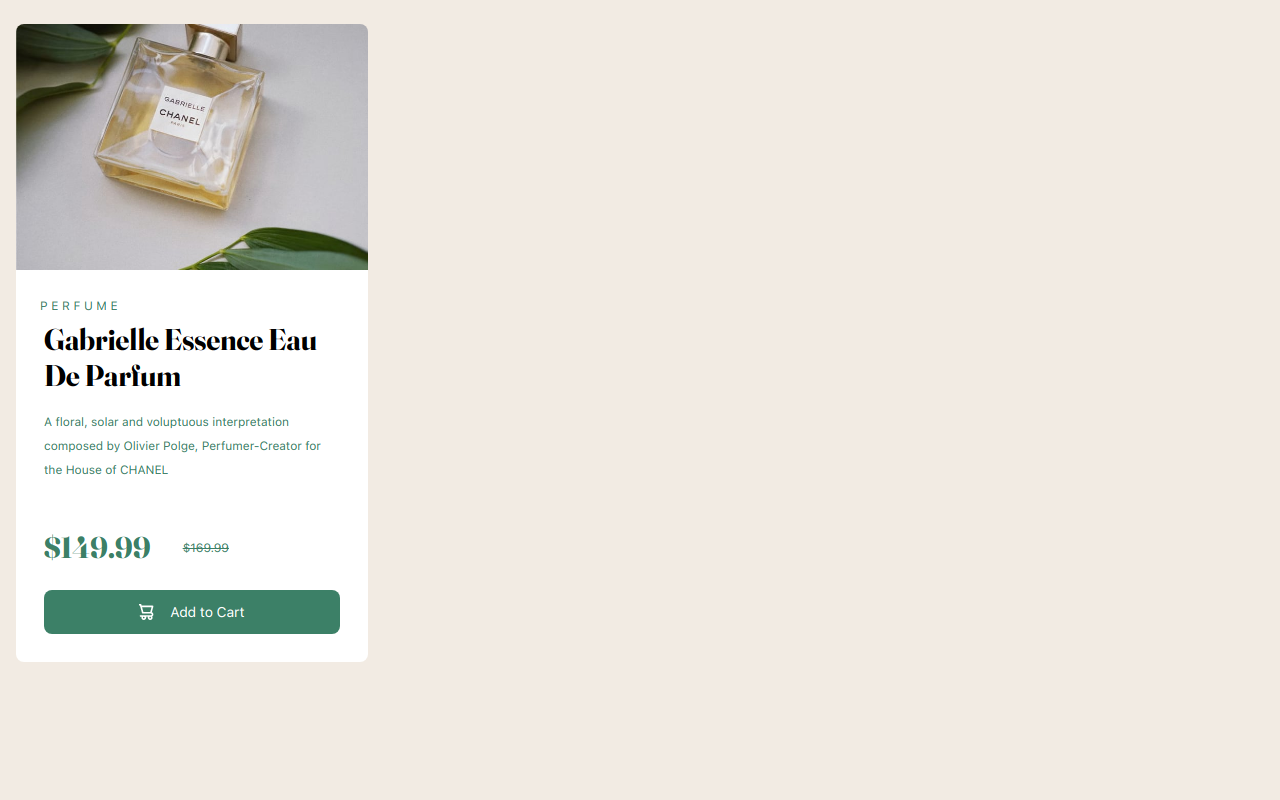 GABRIELLE
CHANEL
PARIS
PERFUME
Gabrielle Essence Eau
De Parfum
A floral, solar and voluptuous interpretation
composed by Olivier Polge, Perfumer-Creator for
the House of CHANEL
$149.99
$169.99
Add to Cart